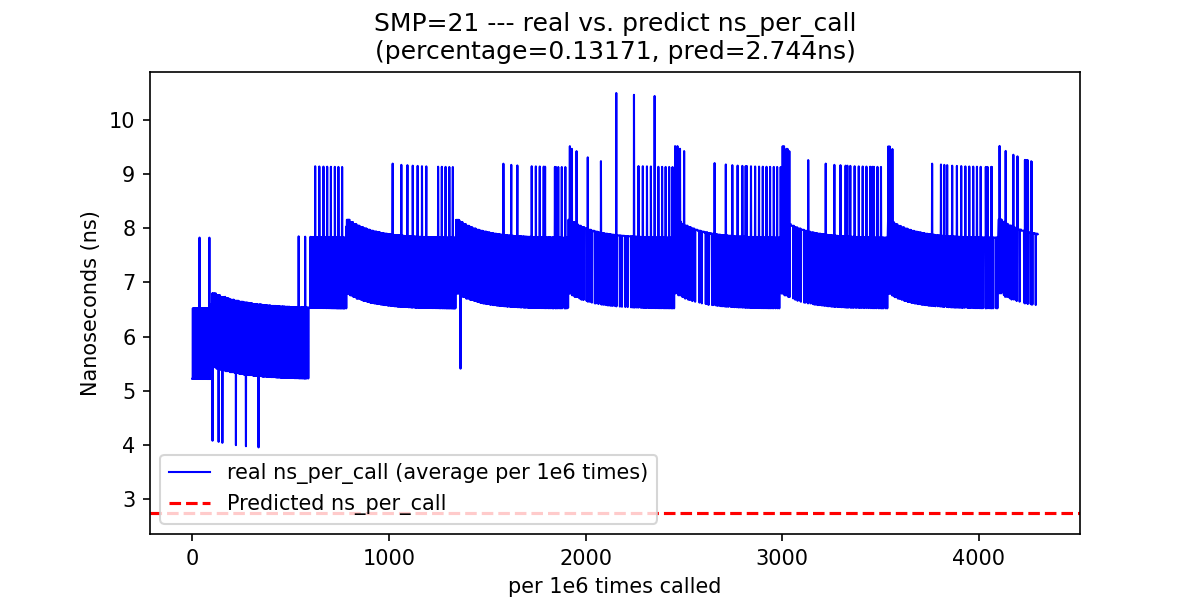 SMP=21 --- real vs. predict ns_per_call
(percentage=0.13171, pred=2.744ns)
Nanoseconds (ns)
10
9
8
7
6
5
4
3
real ns_per_call (average per 1e6 times)
Predicted ns_per_call
0 1000 2000 3000 4000
per 1e6 times called